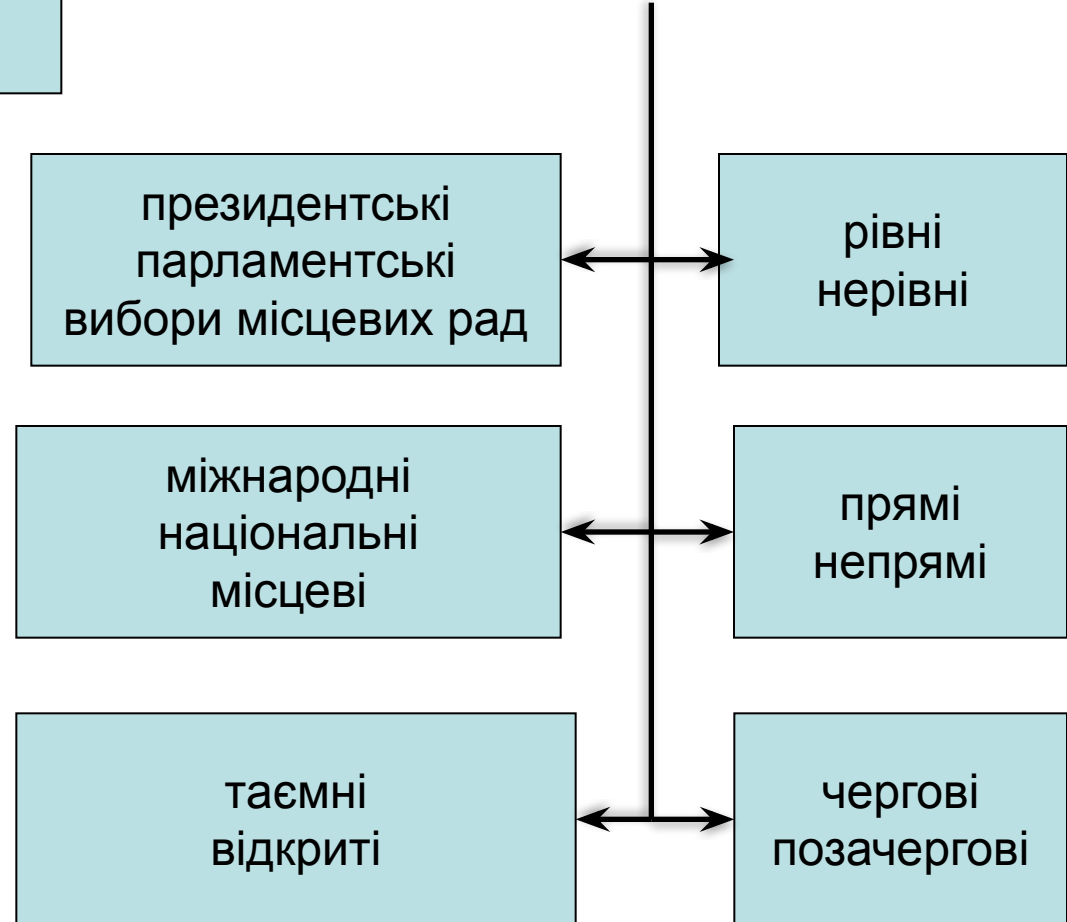 президентські
парламентські
вибори місцевих рад
рівні
нерівні
міжнародні
національні
місцеві
прямі
непрямі
таємні
відкриті
чергові
позачергові